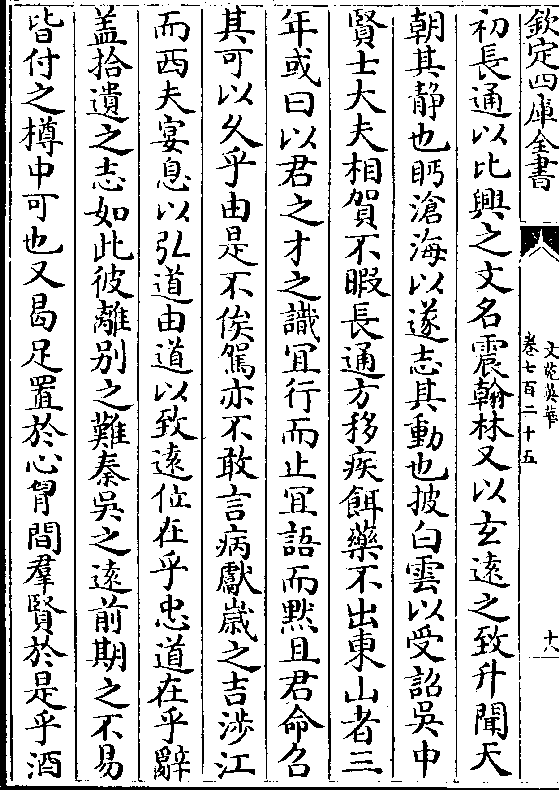 欽定四庫全書
文苑英華
卷七百二十五
十八
初長通以比興之文名震翰林又以玄遠之致升聞天
朝其静也眄滄海以遂志其動也披白雲以受詔吳中
賢士大夫相賀不暇長通方移疾餌藥不出東山者三
年或曰以君之才之識宜行而止宜語而黙且君命名
其可以久乎由是不俟駕亦不敢言病獻嵗之吉渉江
而西夫宴息以弘道由道以致逺位在乎忠道在乎辭
盖拾遺之志如此彼離别之難秦吳之逺前期之不易
皆付之樽中可也又曷足置於心胷間羣賢於是乎酒